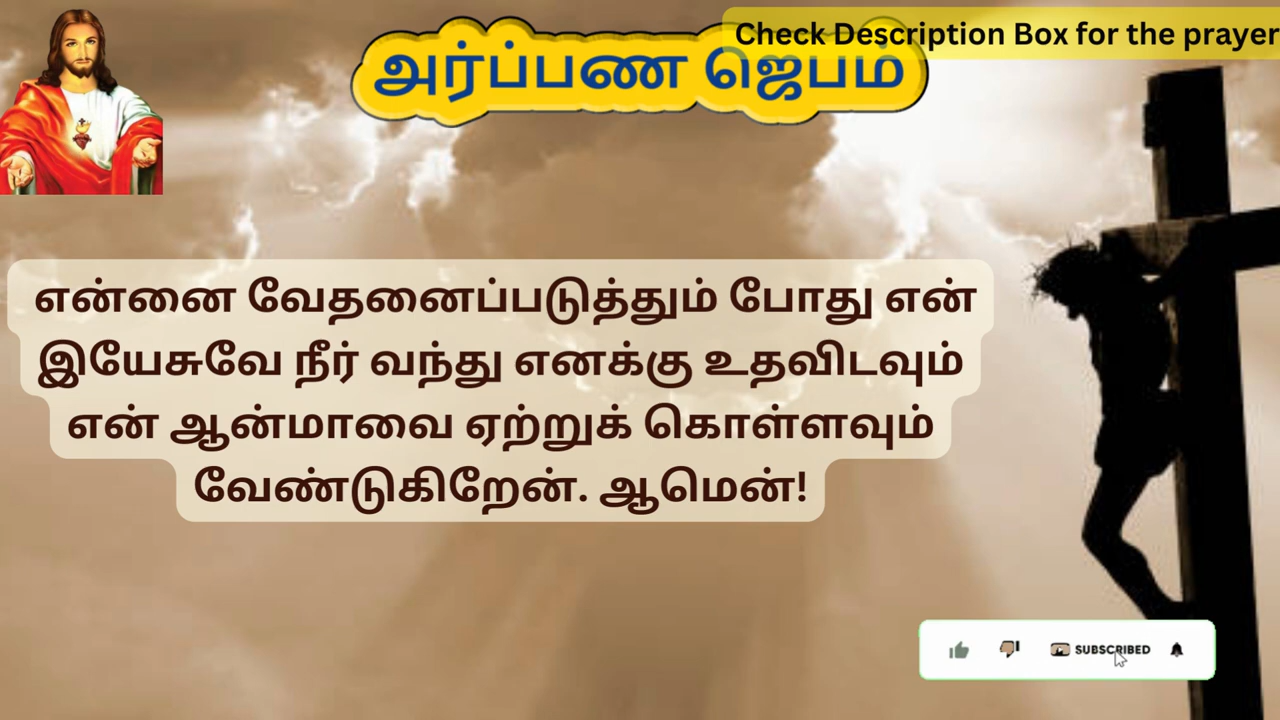 Check Description Box for the prayer
அர்ப்பண ஜெபம்
என்னை வேதனைப்படுத்தும் போது என்
இயேசுவே நீர் வந்து எனக்கு உதவிடவும்
என் ஆன்மாவை ஏற்றுக் கொள்ளவும்
வேண்டுகிறேன். ஆமென்!
SUBSCRIBED